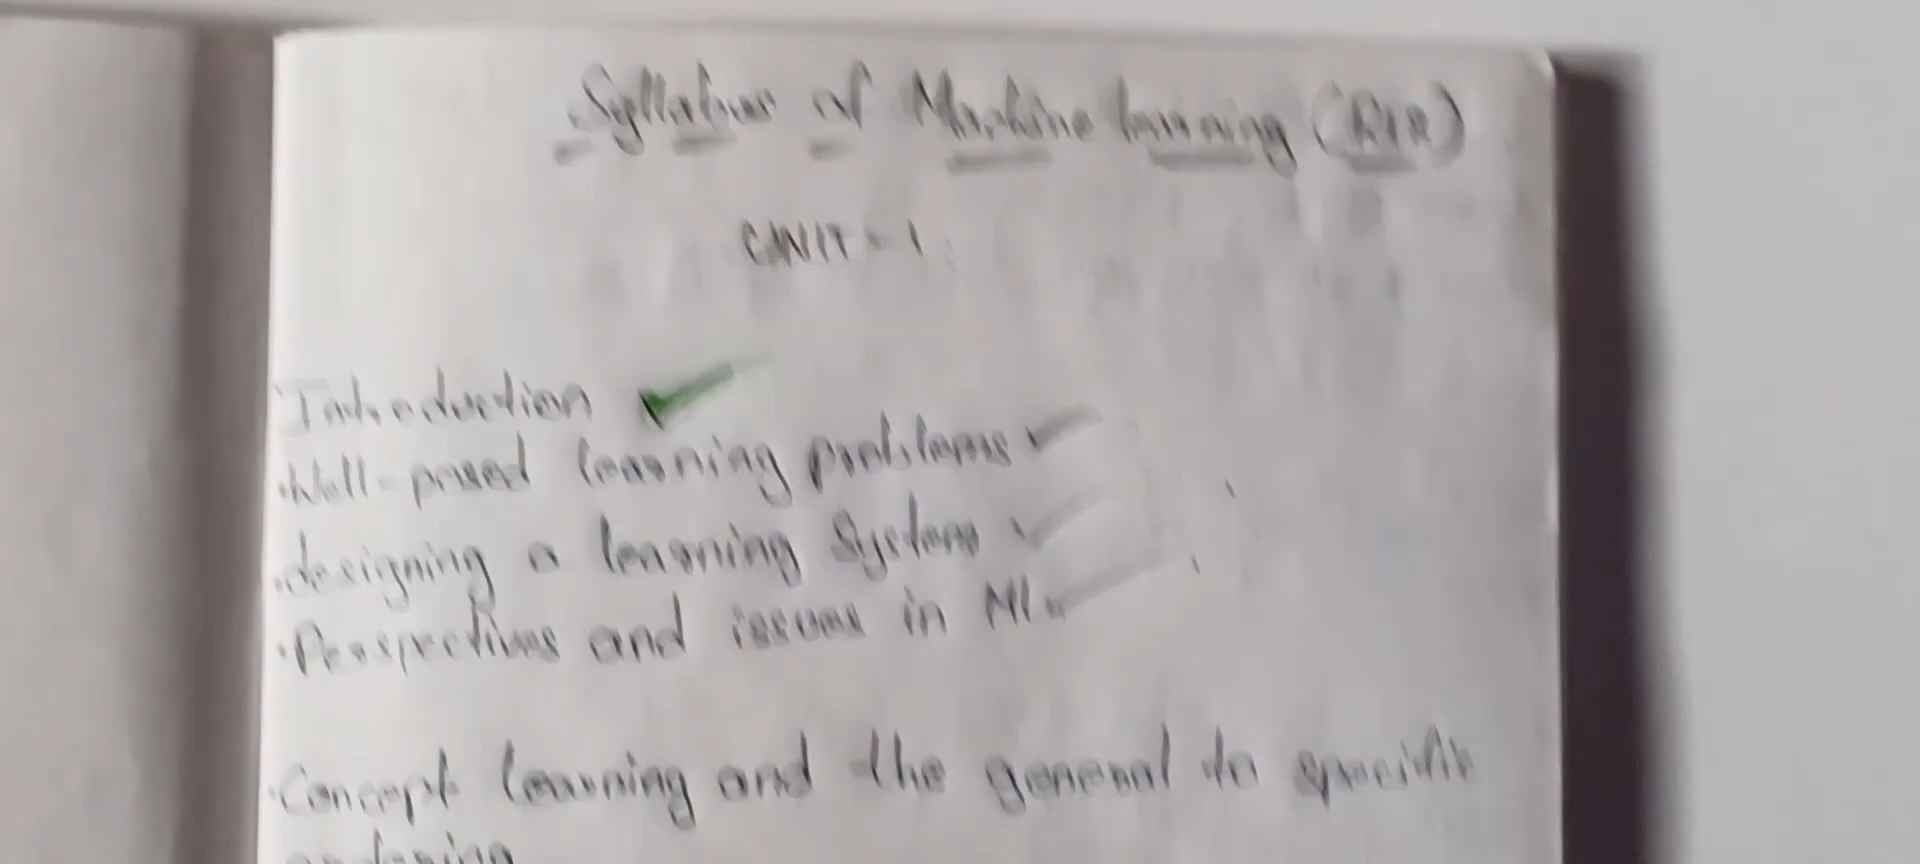 Syllabus of Machine learning (R18)
UNIT-1
Introduction
·Well-posed learning problems
·designing a learning system
·Perspectives and issues in ML
·Concept learning and the general to specific
ordering